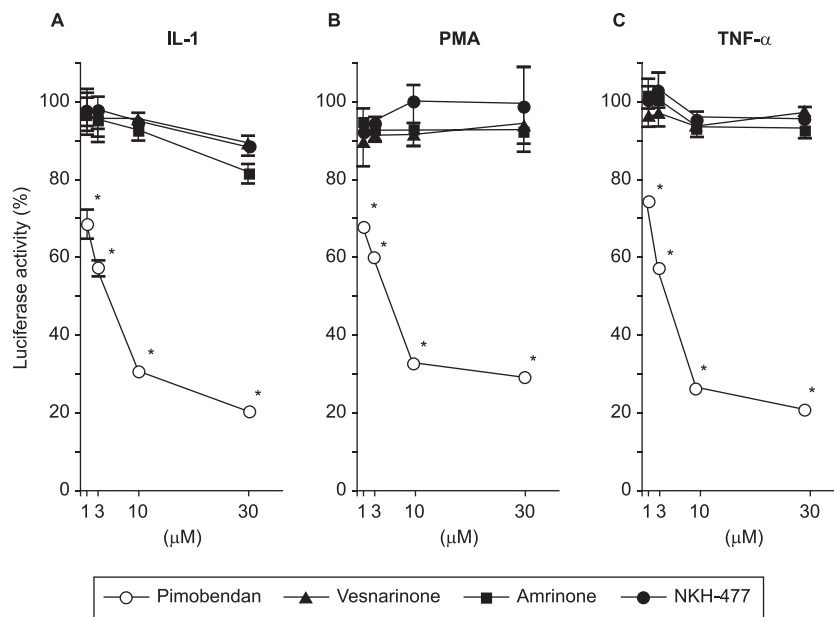 A IL-1
B PMA
C TNF-α
Luciferase activity (%)
100
80
60
40
20
0
100
80
60
40
20
0
100
80
60
40
20
0
* * * *
* * * *
* * * *
1 3 10 30
1 3 10 30
1 3 10 30
(μM)
(μM)
(μM)
Pimobendan Vesnarinone Amrinone NKH-477